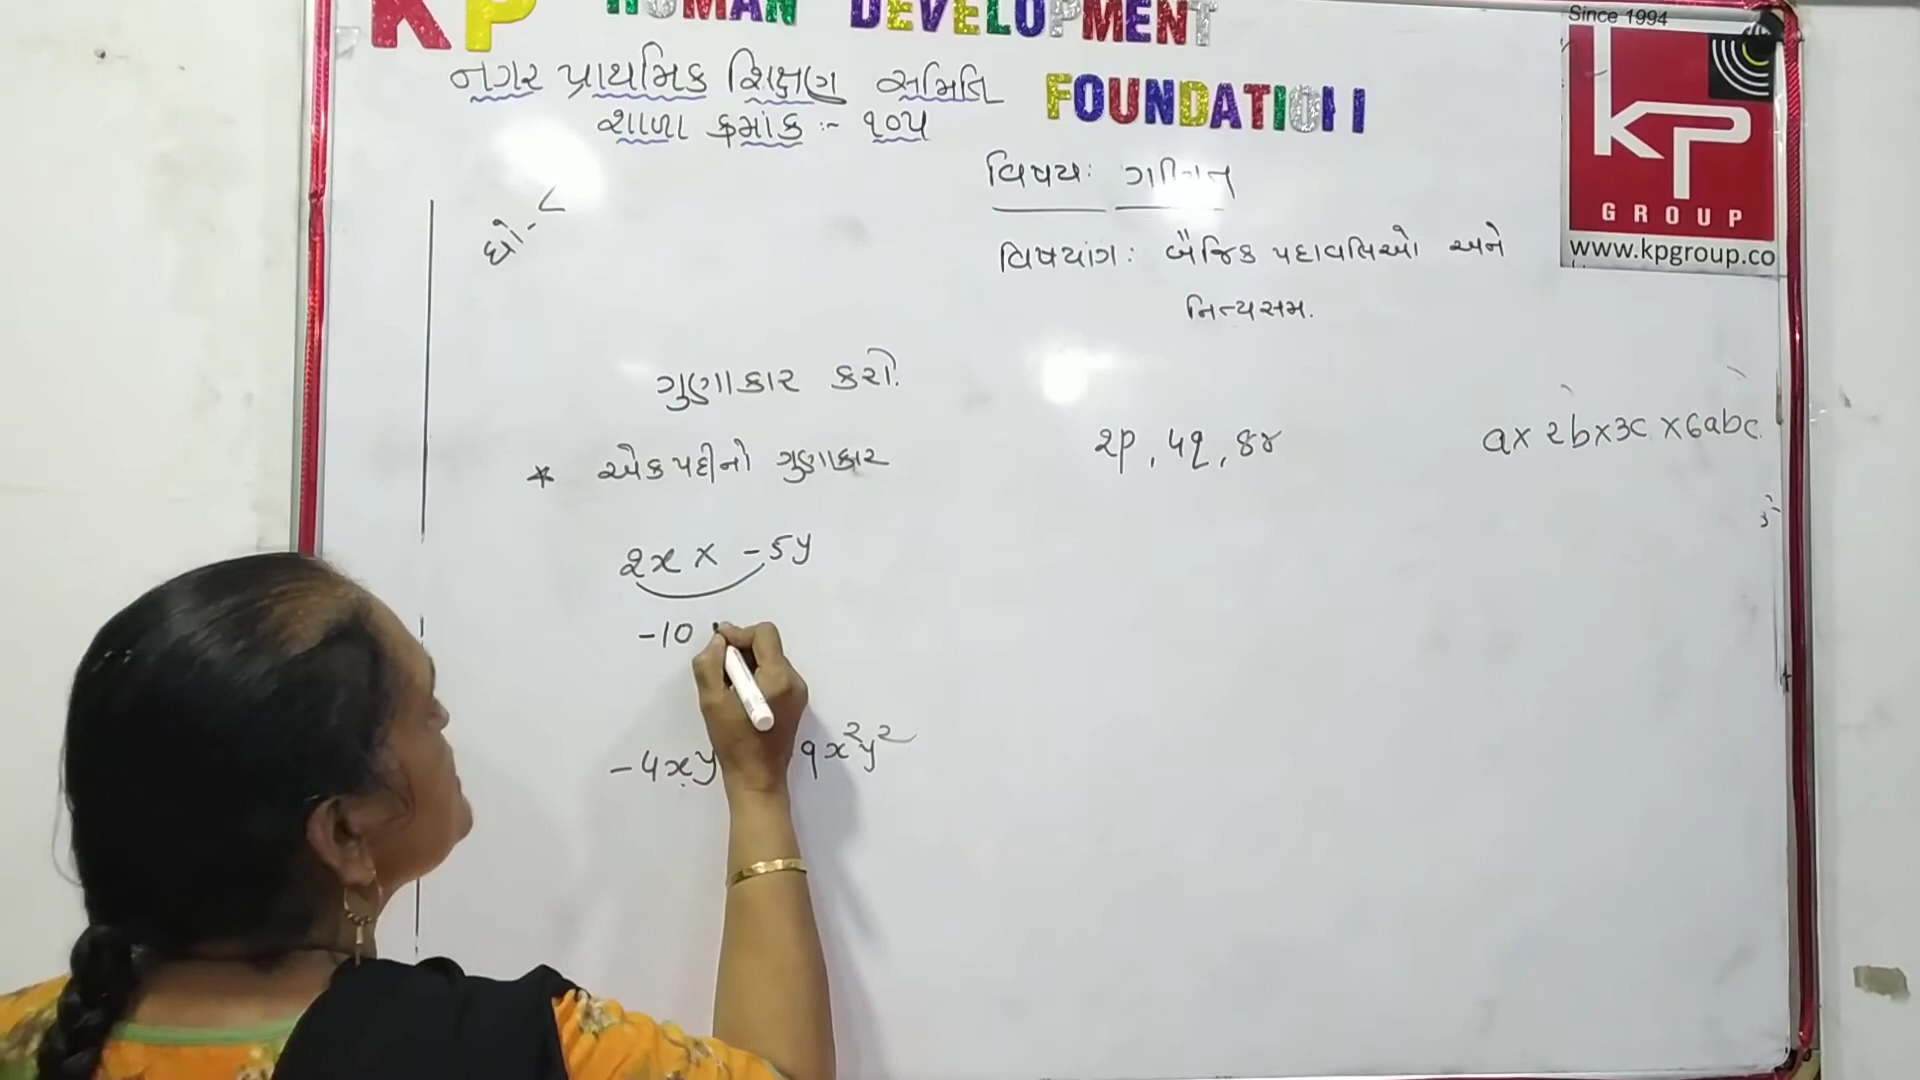 KP HUMAN DEVELOPMENT
FOUNDATION
નગર પ્રાથમિક શિક્ષણ સમિતિ
શાળા ક્રમાંક :- ૧૦૫
Since 1994
KP
GROUP
www.kpgroup.co
વિષય: ગણિત
ધો-૮
વિષયાંગ: બૈજિક પદાવલિઓ અને
નિત્યસમ.
ગુણાકાર કરો.
* એકપદીનો ગુણાકાર
2x × -5y
-10
-4xy 9x²y²
2p, 4q, 8r
a × 2b × 3c × 6abc